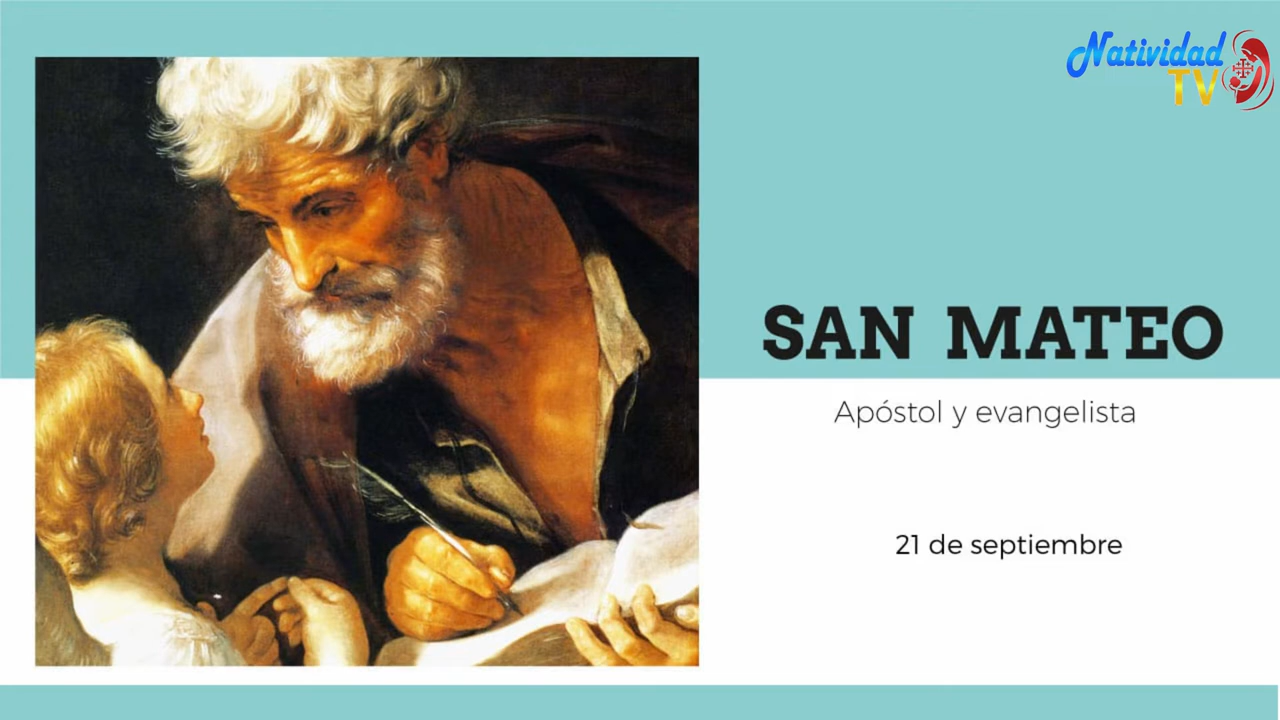 Natividad
TV
SAN MATEO
Apóstol y evangelista
21 de septiembre